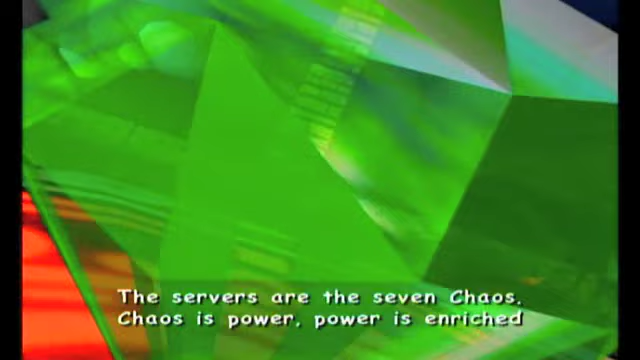 The servers are the seven Chaos.
Chaos is power, power is enriched